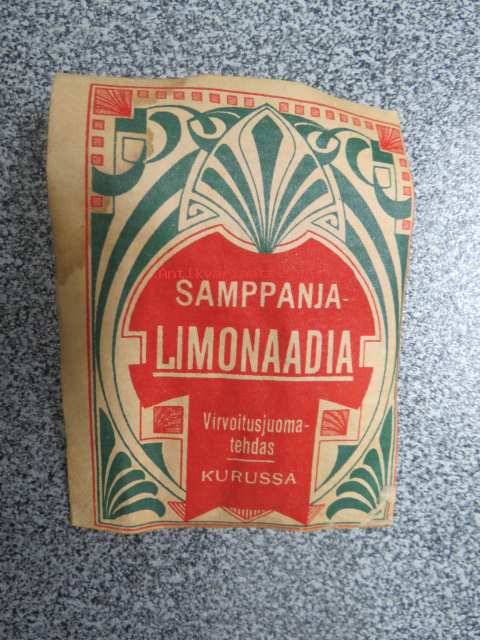 SAMPPANJA-
LIMONAADIA
Virvoitusjuoma-
tehdas
KURUSSA